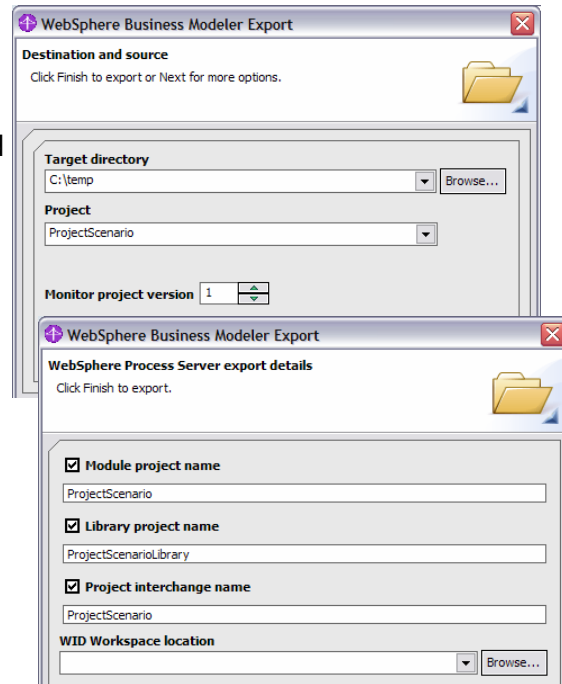 WebSphere Business Modeler Export
Destination and source
Click Finish to export or Next for more options.
Target directory
C:\temp
Browse...
Project
ProjectScenario
Monitor project version 1
WebSphere Business Modeler Export
WebSphere Process Server export details
Click Finish to export.
Module project name
ProjectScenario
Library project name
ProjectScenarioLibrary
Project interchange name
ProjectScenario
WID Workspace location
Browse...